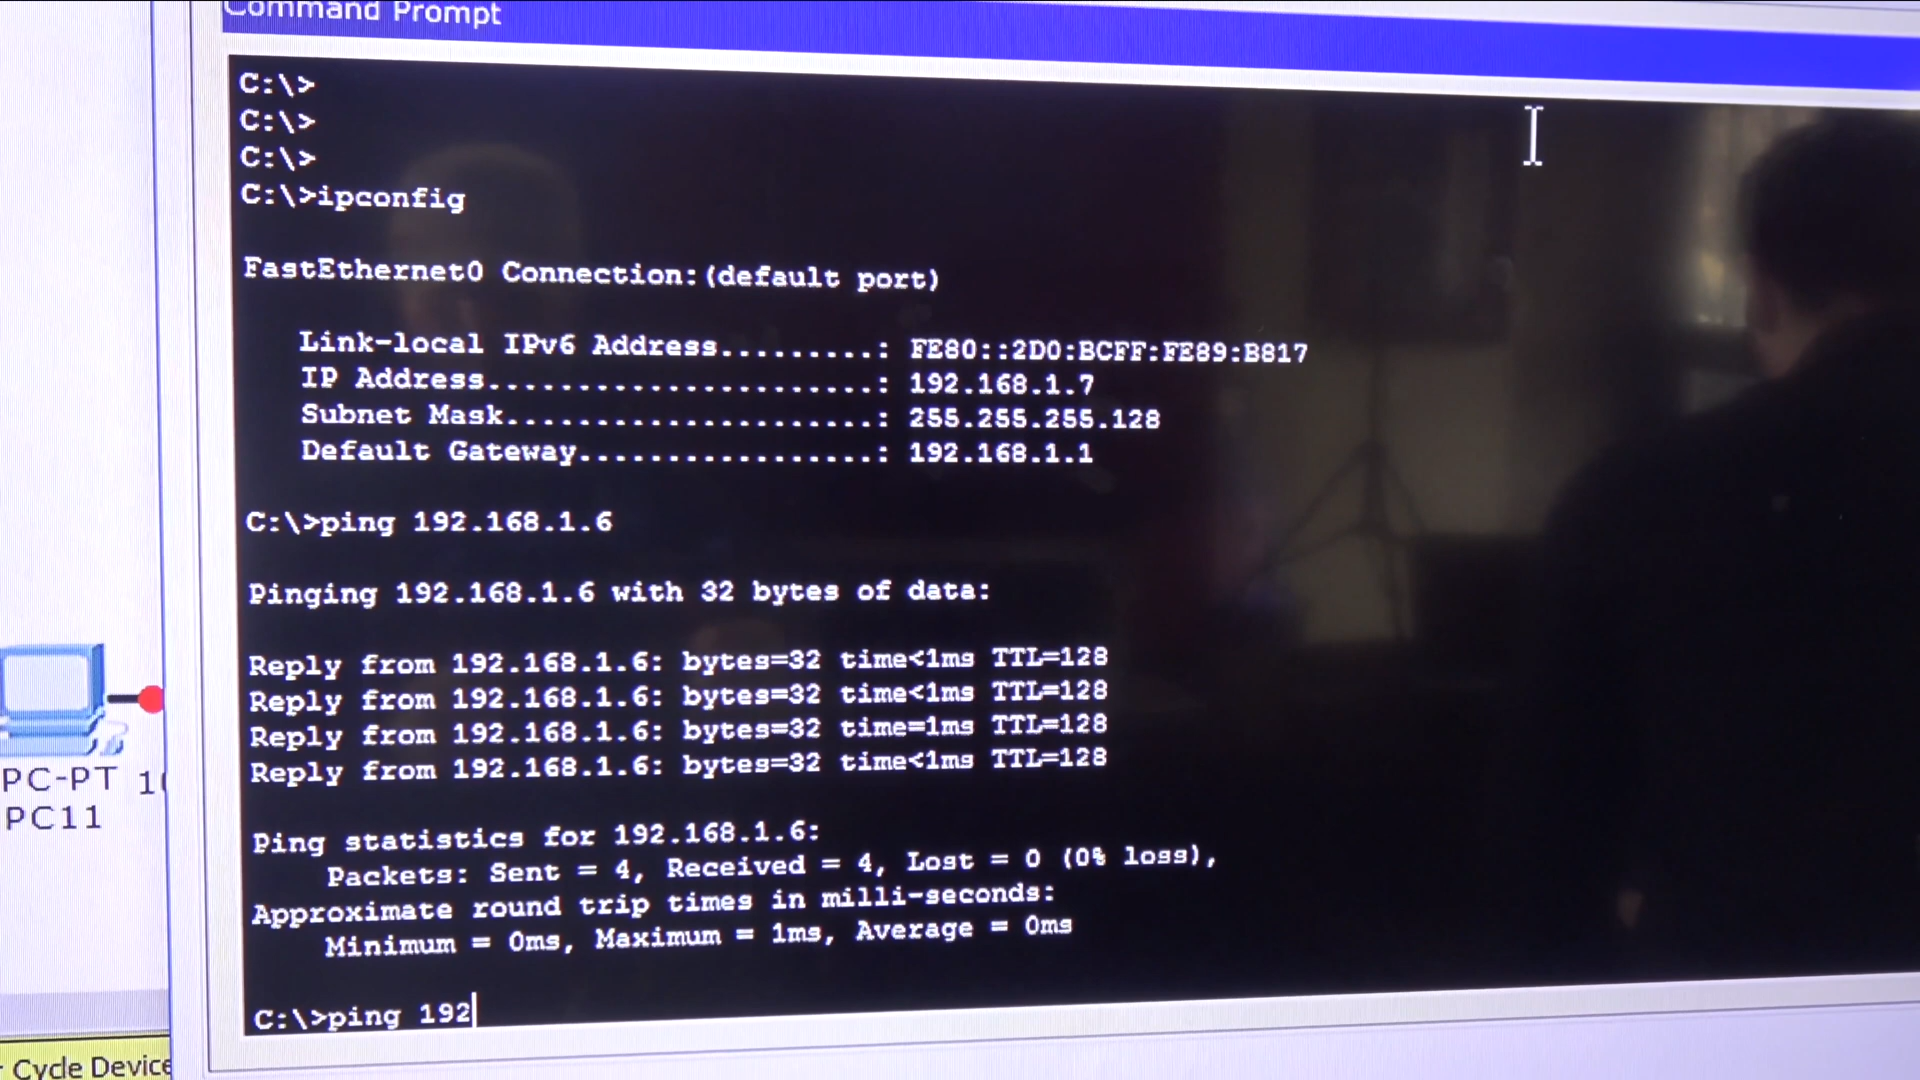 Command Prompt
C:\>
C:\>
C:\>
C:\>ipconfig
FastEthernet0 Connection:(default port)
Link-local IPv6 Address.........: FE80::2D0:BCFF:FE89:B817
IP Address.....................: 192.168.1.7
Subnet Mask....................: 255.255.255.128
Default Gateway................: 192.168.1.1
C:\>ping 192.168.1.6
Pinging 192.168.1.6 with 32 bytes of data:
Reply from 192.168.1.6: bytes=32 time<1ms TTL=128
Reply from 192.168.1.6: bytes=32 time<1ms TTL=128
Reply from 192.168.1.6: bytes=32 time=1ms TTL=128
Reply from 192.168.1.6: bytes=32 time<1ms TTL=128
Ping statistics for 192.168.1.6:
Packets: Sent = 4, Received = 4, Lost = 0 (0% loss),
Approximate round trip times in milli-seconds:
Minimum = 0ms, Maximum = 1ms, Average = 0ms
C:\>ping 192
PC-PT
PC11
Cycle Device